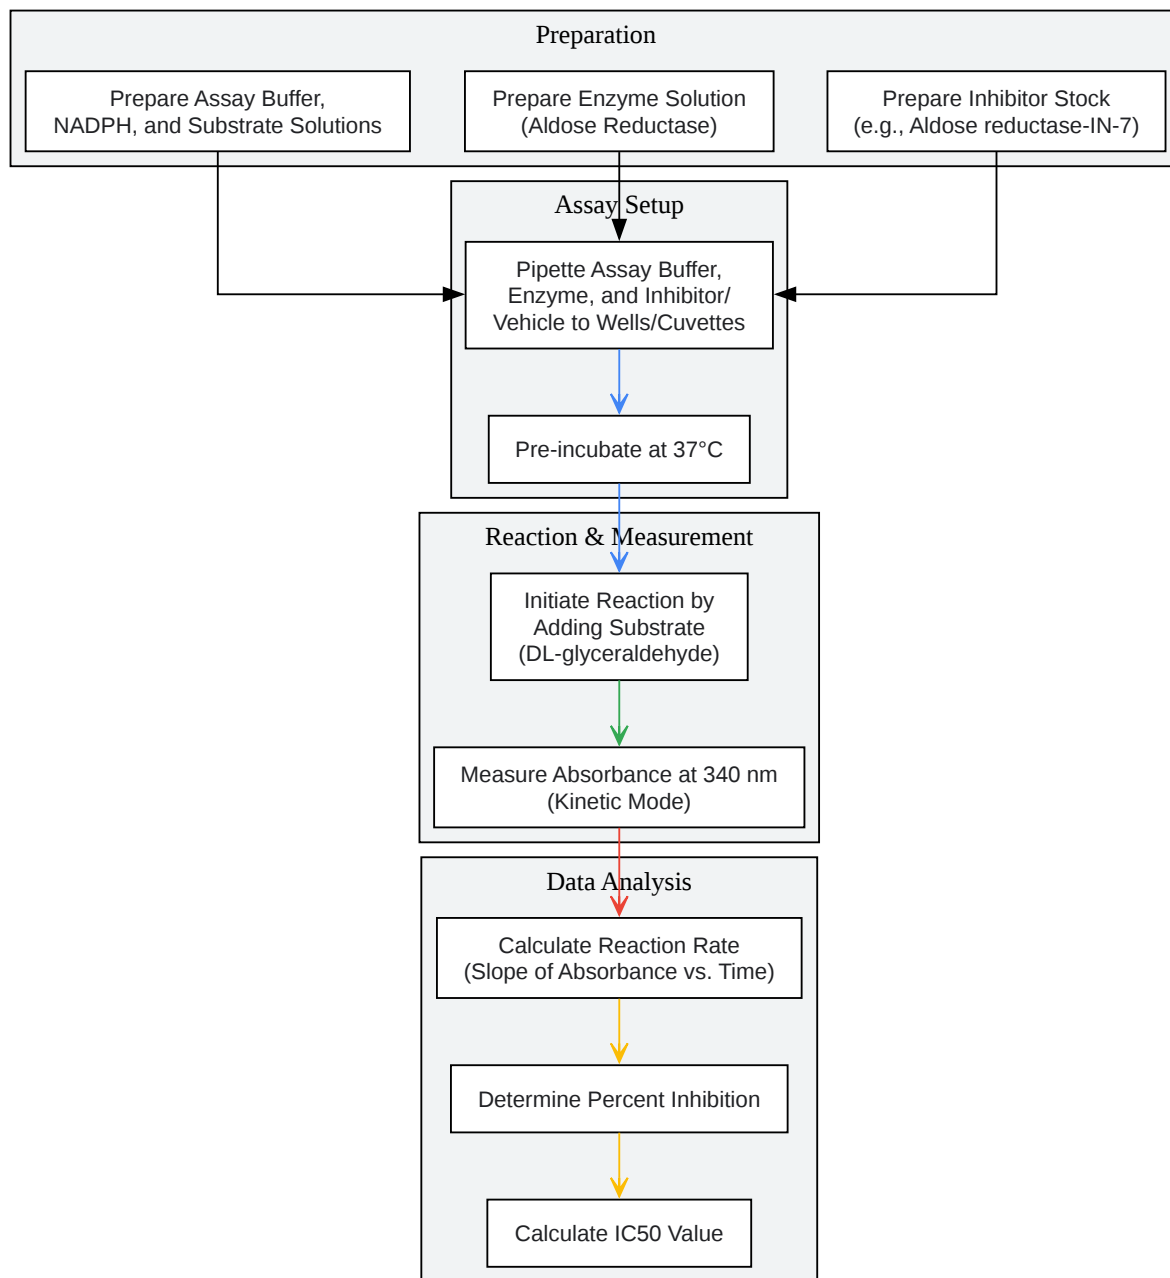 Preparation
Prepare Assay Buffer,
NADPH, and Substrate Solutions
Prepare Enzyme Solution
(Aldose Reductase)
Prepare Inhibitor Stock
(e.g., Aldose reductase-IN-7)
Assay Setup
Pipette Assay Buffer,
Enzyme, and Inhibitor/
Vehicle to Wells/Cuvettes
Pre-incubate at 37°C
Reaction & Measurement
Initiate Reaction by
Adding Substrate
(DL-glyceraldehyde)
Measure Absorbance at 340 nm
(Kinetic Mode)
Data Analysis
Calculate Reaction Rate
(Slope of Absorbance vs. Time)
Determine Percent Inhibition
Calculate IC50 Value